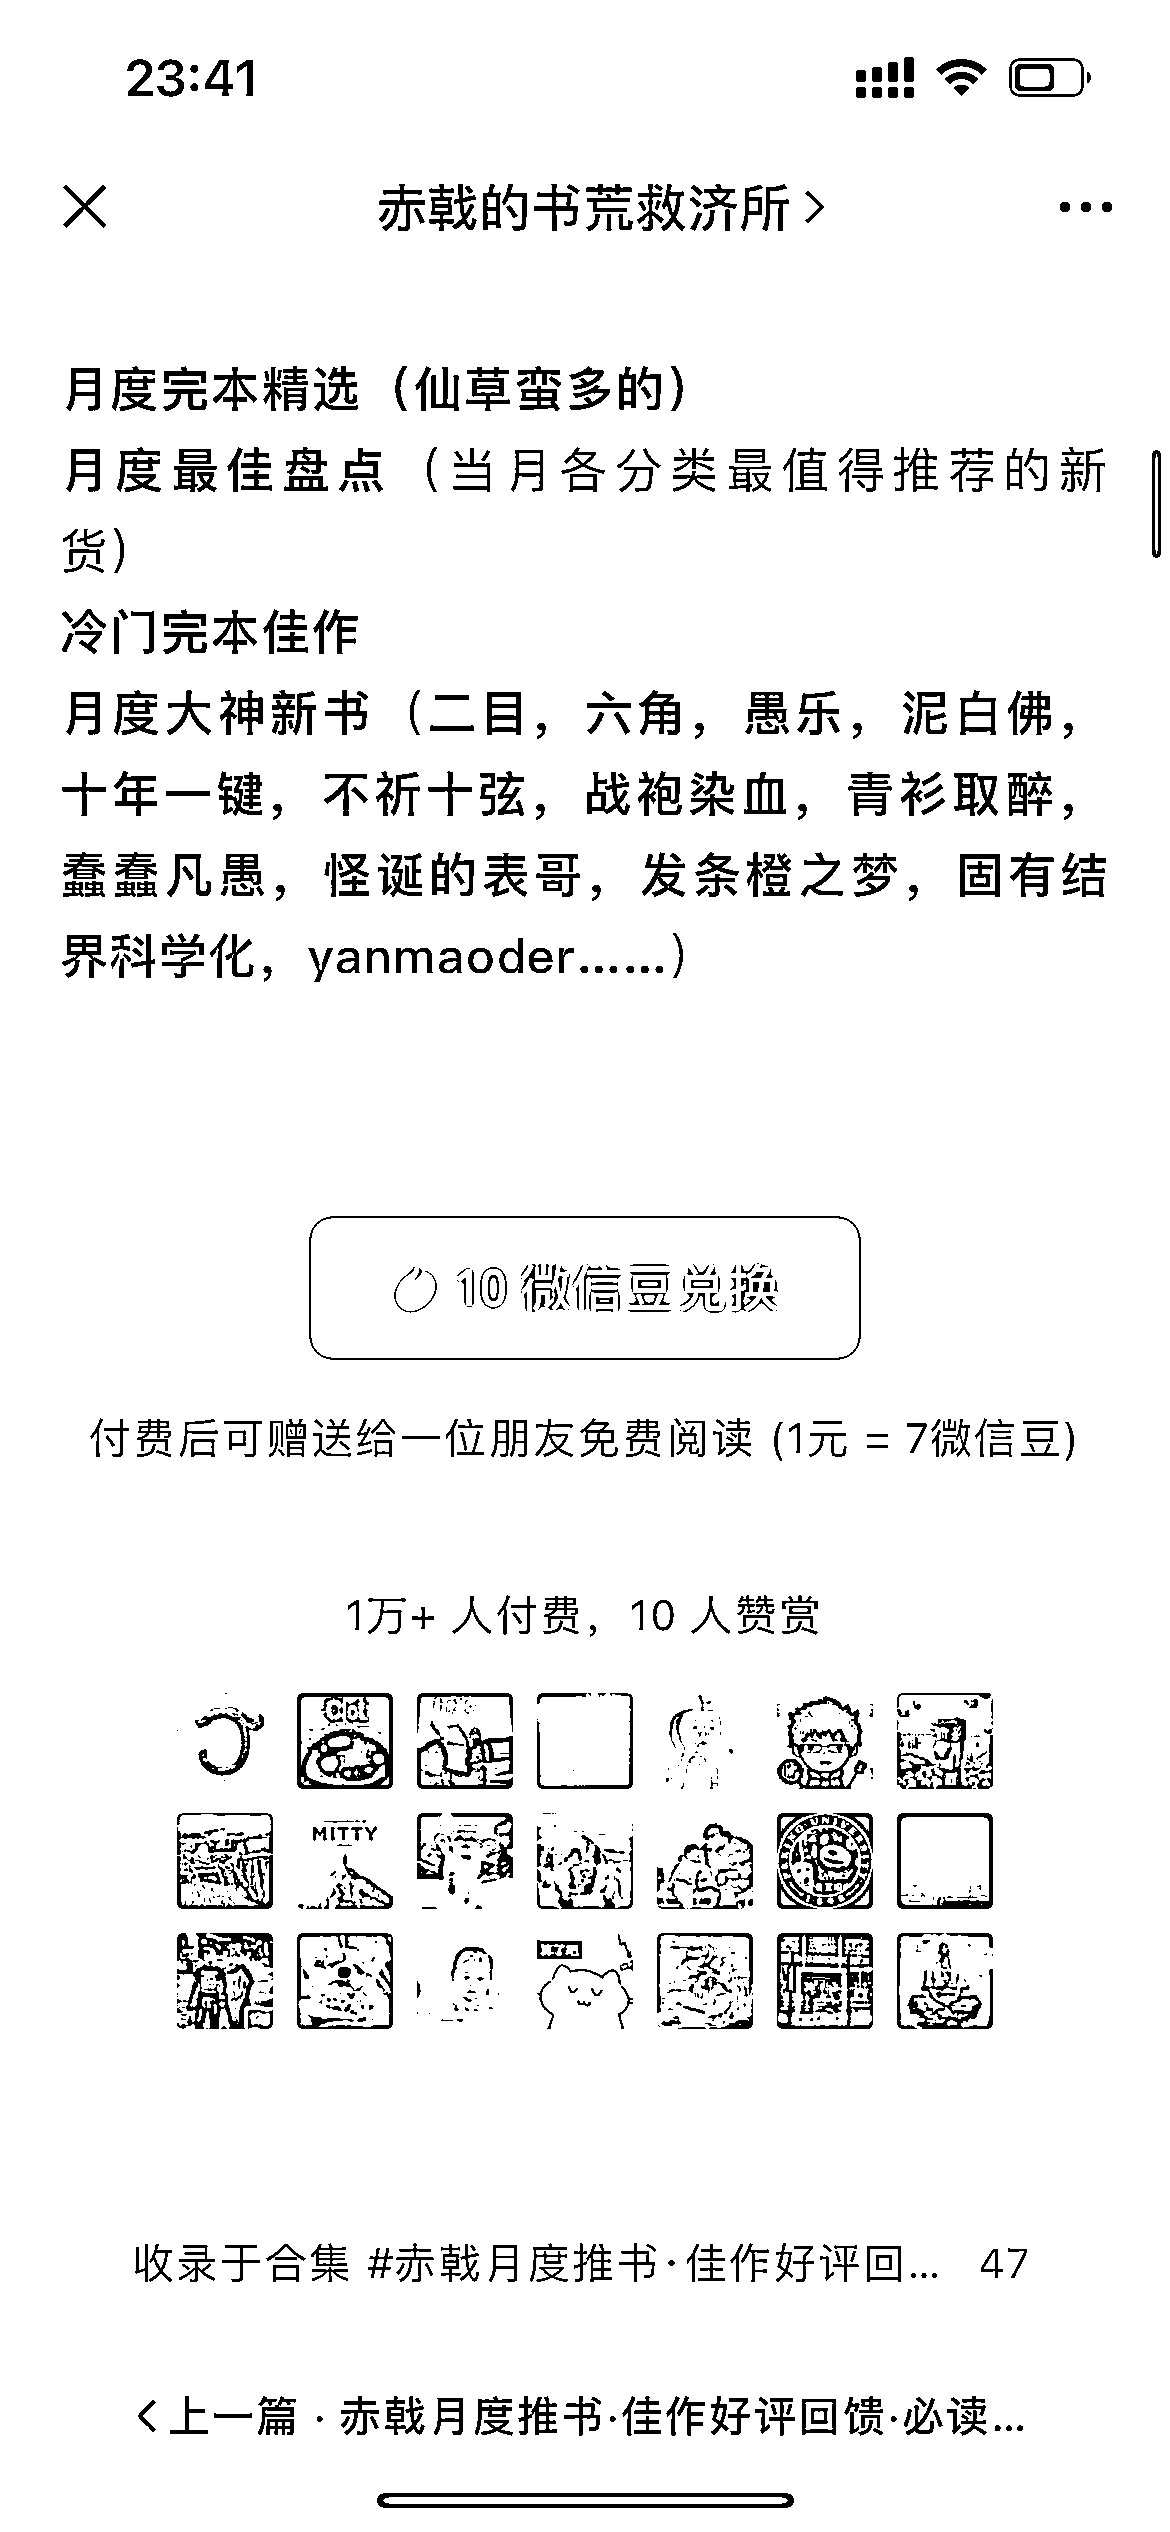 23:41
赤戟的书荒救济所
月度完本精选（仙草蛮多的）
月度最佳盘点（当月各分类最值得推荐的新
货）
冷门完本佳作
月度大神新书（二目，六角，愚乐，泥白佛，
十年一键，不祈十弦，战袍染血，青衫取醉，
蠢蠢凡愚，怪诞的表哥，发条橙之梦，固有结
界科学化，yanmaoder……）
10 微信豆兑换
付费后可赠送给一位朋友免费阅读 (1元 = 7微信豆)
1万+ 人付费，10 人赞赏
MITTY
收录于合集 #赤戟月度推书·佳作好评回... 47
上一篇 · 赤戟月度推书·佳作好评回馈·必读...